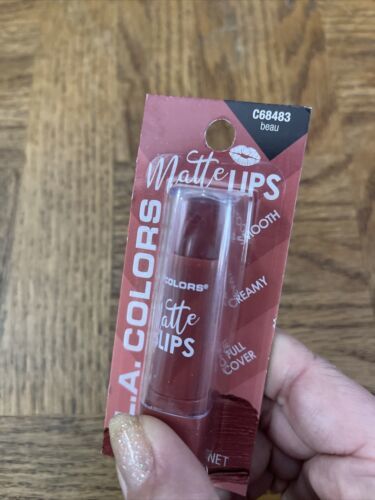 C68483
beau
Matte LIPS
L.A. COLORS
SMOOTH
CREAMY
FULL
COVER
COLORS®
Matte
LIPS
NET